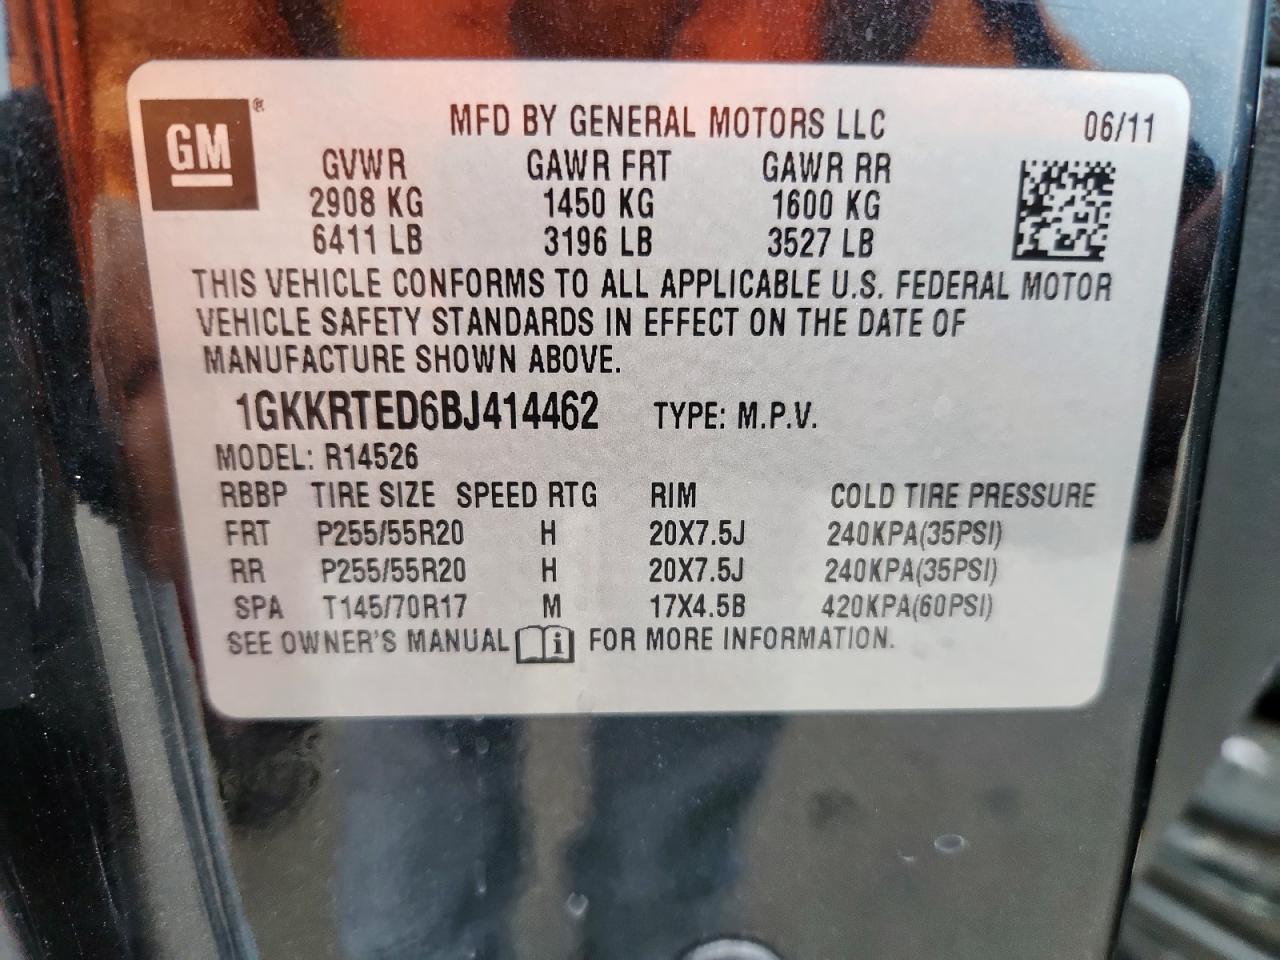 GM ®
MFD BY GENERAL MOTORS LLC 06/11
GVWR GAWR FRT GAWR RR
2908 KG 1450 KG 1600 KG
6411 LB 3196 LB 3527 LB
THIS VEHICLE CONFORMS TO ALL APPLICABLE U.S. FEDERAL MOTOR
VEHICLE SAFETY STANDARDS IN EFFECT ON THE DATE OF
MANUFACTURE SHOWN ABOVE.
1GKKRTED6BJ414462 TYPE: M.P.V.
MODEL: R14526
RBBP TIRE SIZE SPEED RTG RIM COLD TIRE PRESSURE
FRT P255/55R20 H 20X7.5J 240KPA(35PSI)
RR P255/55R20 H 20X7.5J 240KPA(35PSI)
SPA T145/70R17 M 17X4.5B 420KPA(60PSI)
SEE OWNER'S MANUAL i FOR MORE INFORMATION.